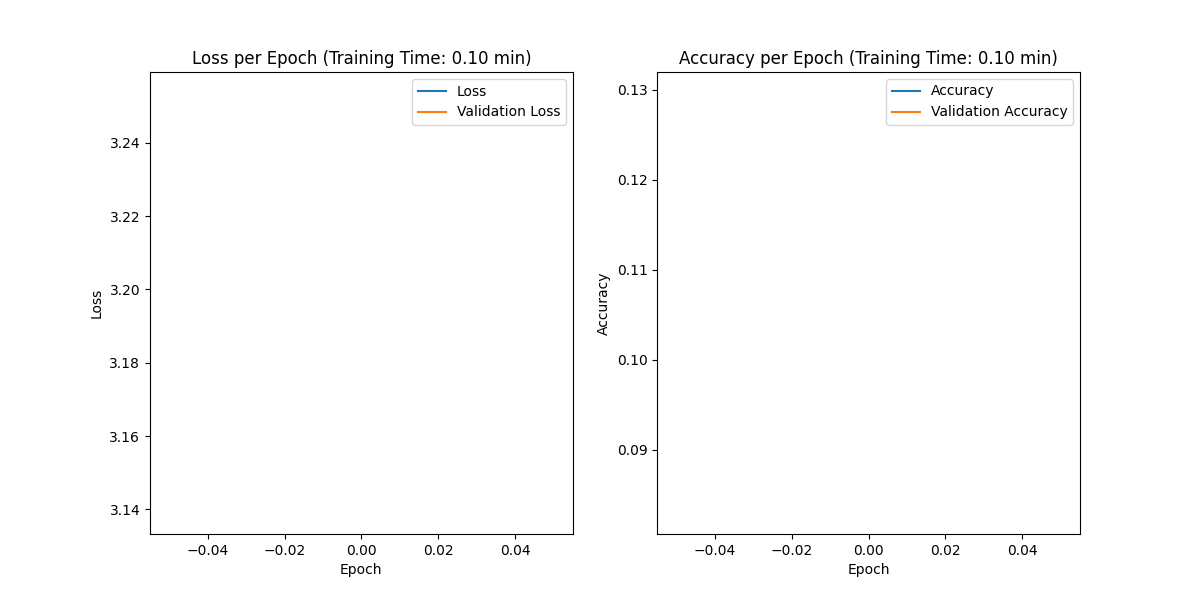 Loss per Epoch (Training Time: 0.10 min)
Loss
Validation Loss
3.24
3.22
3.20
3.18
3.16
3.14
Loss
−0.04
−0.02
0.00
0.02
0.04
Epoch
Accuracy per Epoch (Training Time: 0.10 min)
Accuracy
Validation Accuracy
0.13
0.12
0.11
0.10
0.09
Accuracy
−0.04
−0.02
0.00
0.02
0.04
Epoch